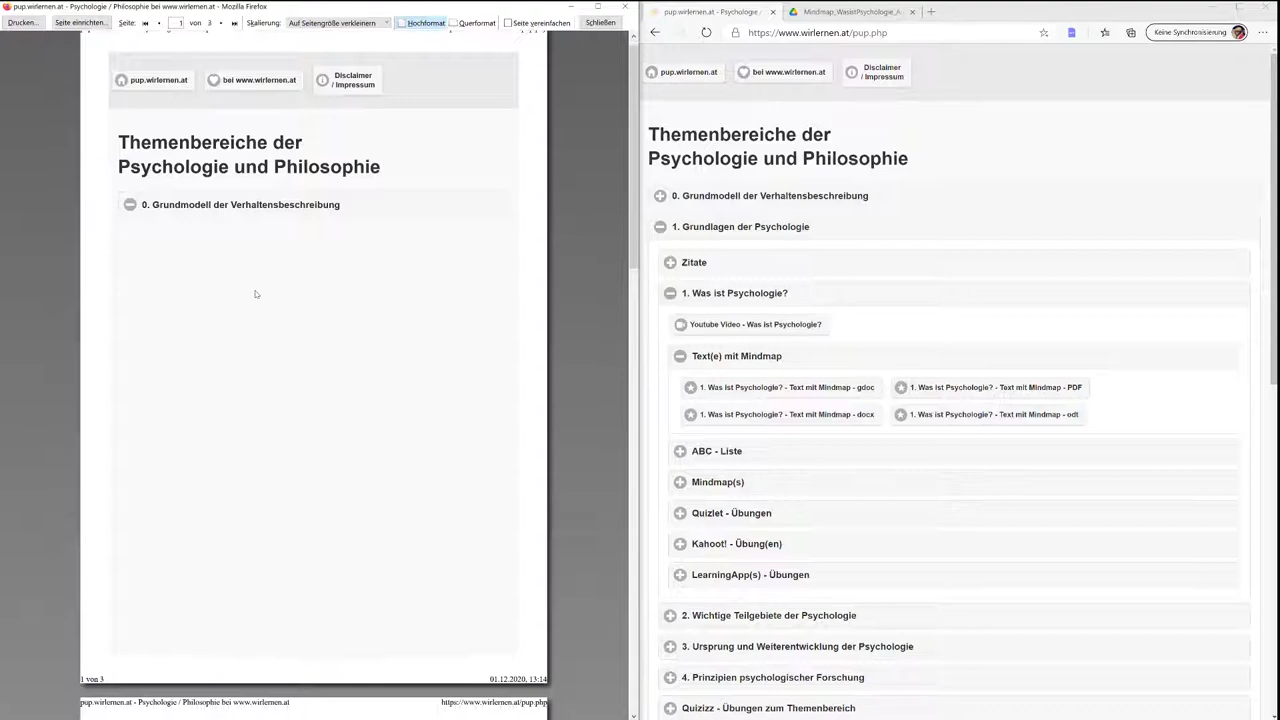 pup.wirlernen.at - Psychologie / Philosophie bei www.wirlernen.at - Mozilla Firefox
Drucken... Seite einrichten... Seite: 1 von 3 Skalierung: Auf Seitengröße verkleinern Hochformat Querformat Seite vereinfachen Schließen
pup.wirlernen.at
bei www.wirlernen.at
Disclaimer
/ Impressum
Themenbereiche der
Psychologie und Philosophie
0. Grundmodell der Verhaltensbeschreibung
1 von 3 01.12.2020, 13:14
pup.wirlernen.at - Psychologie / Philosophie bei www.wirlernen.at https://www.wirlernen.at/pup.php
pup.wirlernen.at - Psychologie /
Mindmap_WasistPsychologie_A
https://www.wirlernen.at/pup.php
Keine Synchronisierung
pup.wirlernen.at
bei www.wirlernen.at
Disclaimer
/ Impressum
Themenbereiche der
Psychologie und Philosophie
0. Grundmodell der Verhaltensbeschreibung
1. Grundlagen der Psychologie
Zitate
1. Was ist Psychologie?
Youtube Video - Was ist Psychologie?
Text(e) mit Mindmap
1. Was ist Psychologie? - Text mit Mindmap - gdoc
1. Was ist Psychologie? - Text mit Mindmap - PDF
1. Was ist Psychologie? - Text mit Mindmap - docx
1. Was ist Psychologie? - Text mit Mindmap - odt
ABC - Liste
Mindmap(s)
Quizlet - Übungen
Kahoot! - Übung(en)
LearningApp(s) - Übungen
2. Wichtige Teilgebiete der Psychologie
3. Ursprung und Weiterentwicklung der Psychologie
4. Prinzipien psychologischer Forschung
Quizizz - Übungen zum Themenbereich